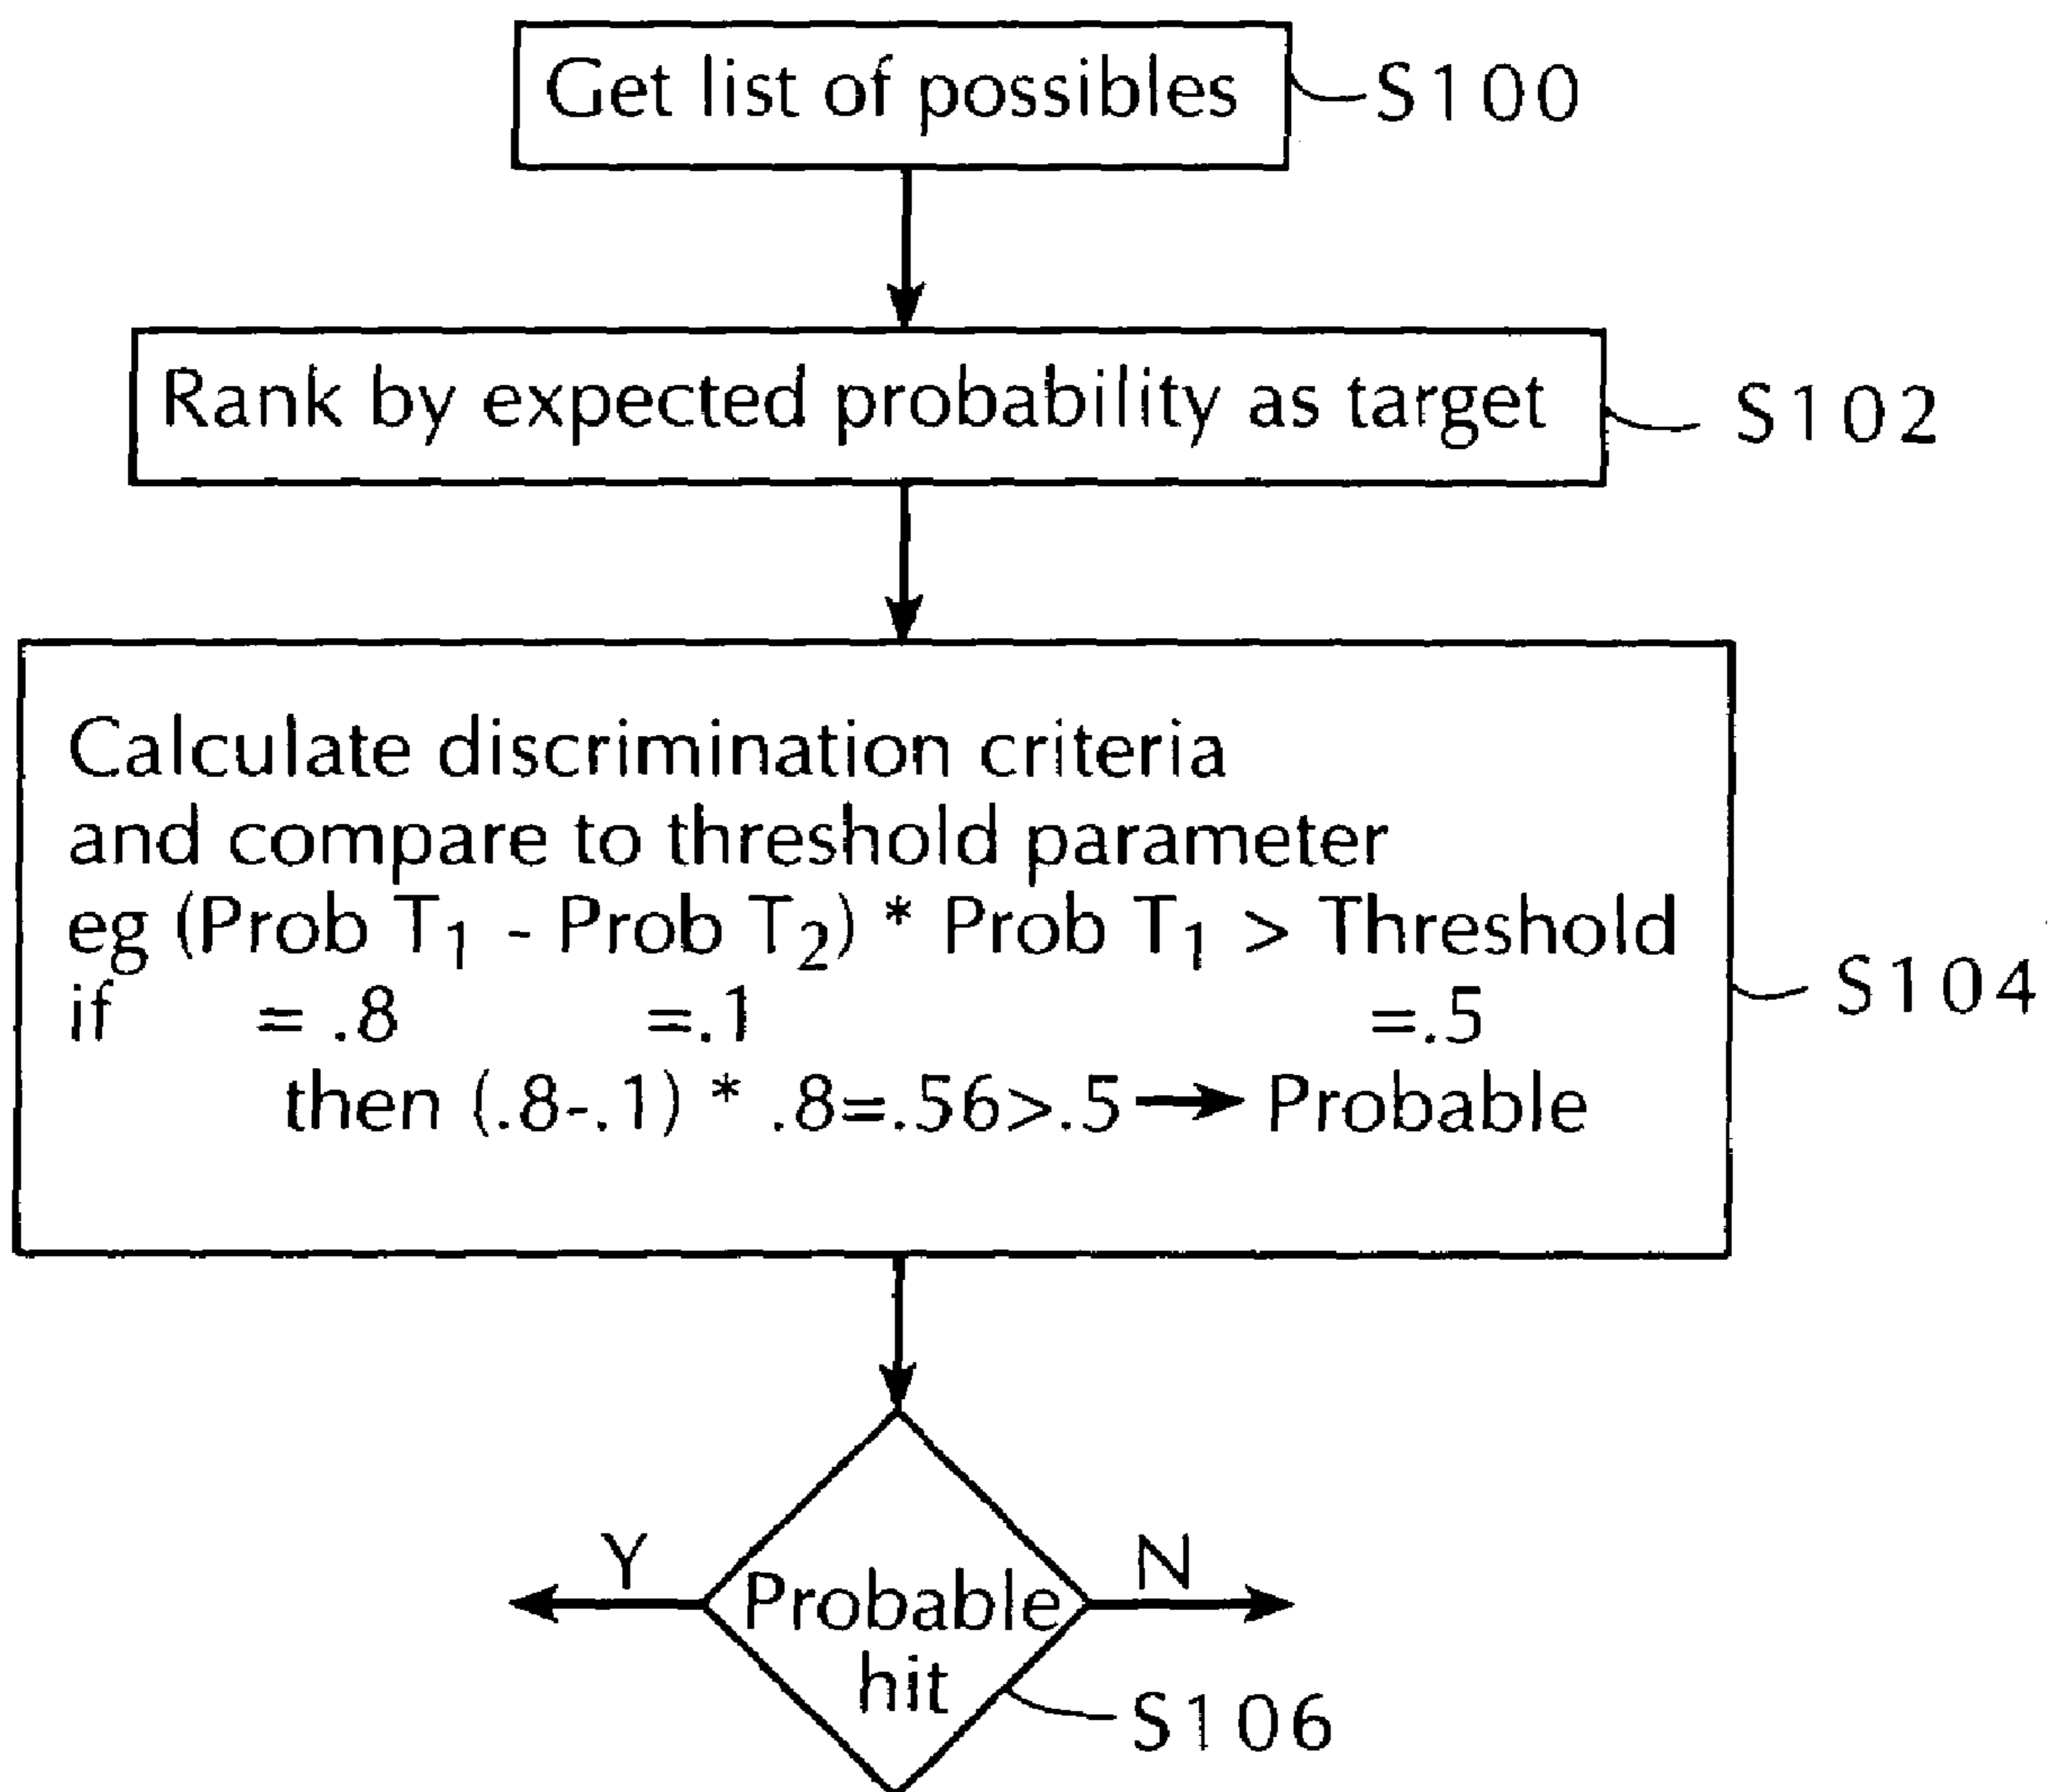 Get list of possibles
S100
Rank by expected probability as target
S102
Calculate discrimination criteria
and compare to threshold parameter
eg (Prob T1 - Prob T2) * Prob T1 > Threshold
if = .8 =.1 =.5
then (.8-.1) * .8=.56>.5 → Probable
S104
Y
N
Probable
hit
S106